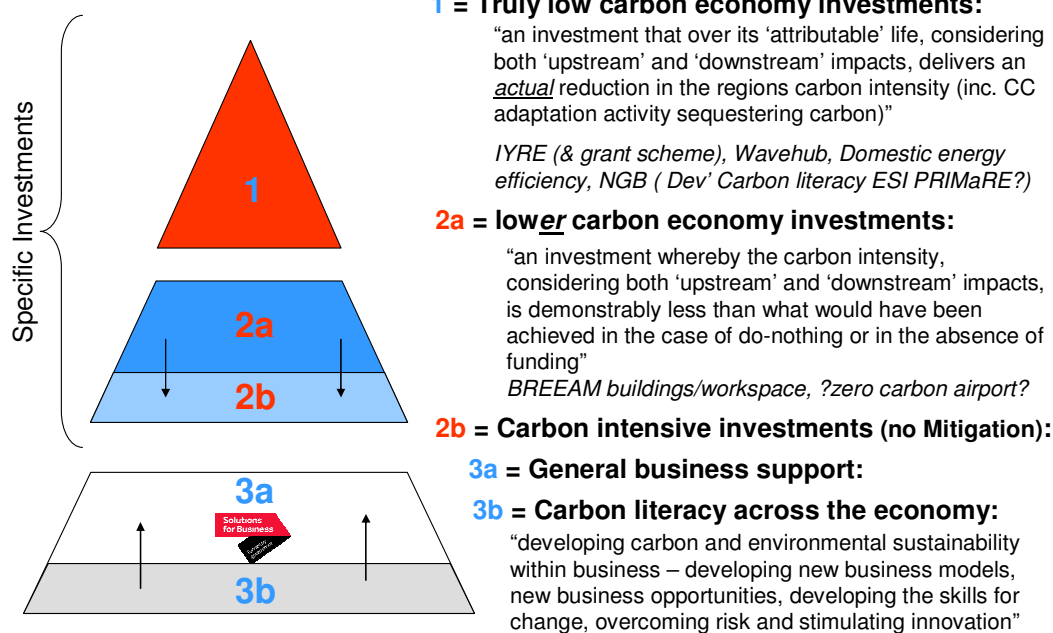 1 = Truly low carbon economy investments:
“an investment that over its ‘attributable’ life, considering
both ‘upstream’ and ‘downstream’ impacts, delivers an
actual reduction in the regions carbon intensity (inc. CC
adaptation activity sequestering carbon)”
IYRE (& grant scheme), Wavehub, Domestic energy
efficiency, NGB ( Dev’ Carbon literacy ESI PRIMaRE?)
2a = lower carbon economy investments:
“an investment whereby the carbon intensity,
considering both ‘upstream’ and ‘downstream’ impacts,
is demonstrably less than what would have been
achieved in the case of do-nothing or in the absence of
funding”
BREEAM buildings/workspace, ?zero carbon airport?
2b = Carbon intensive investments (no Mitigation):
3a = General business support:
3b = Carbon literacy across the economy:
“developing carbon and environmental sustainability
within business – developing new business models,
new business opportunities, developing the skills for
change, overcoming risk and stimulating innovation”
Specific Investments
1
2a
2b
3a
Solutions
for Business
3b